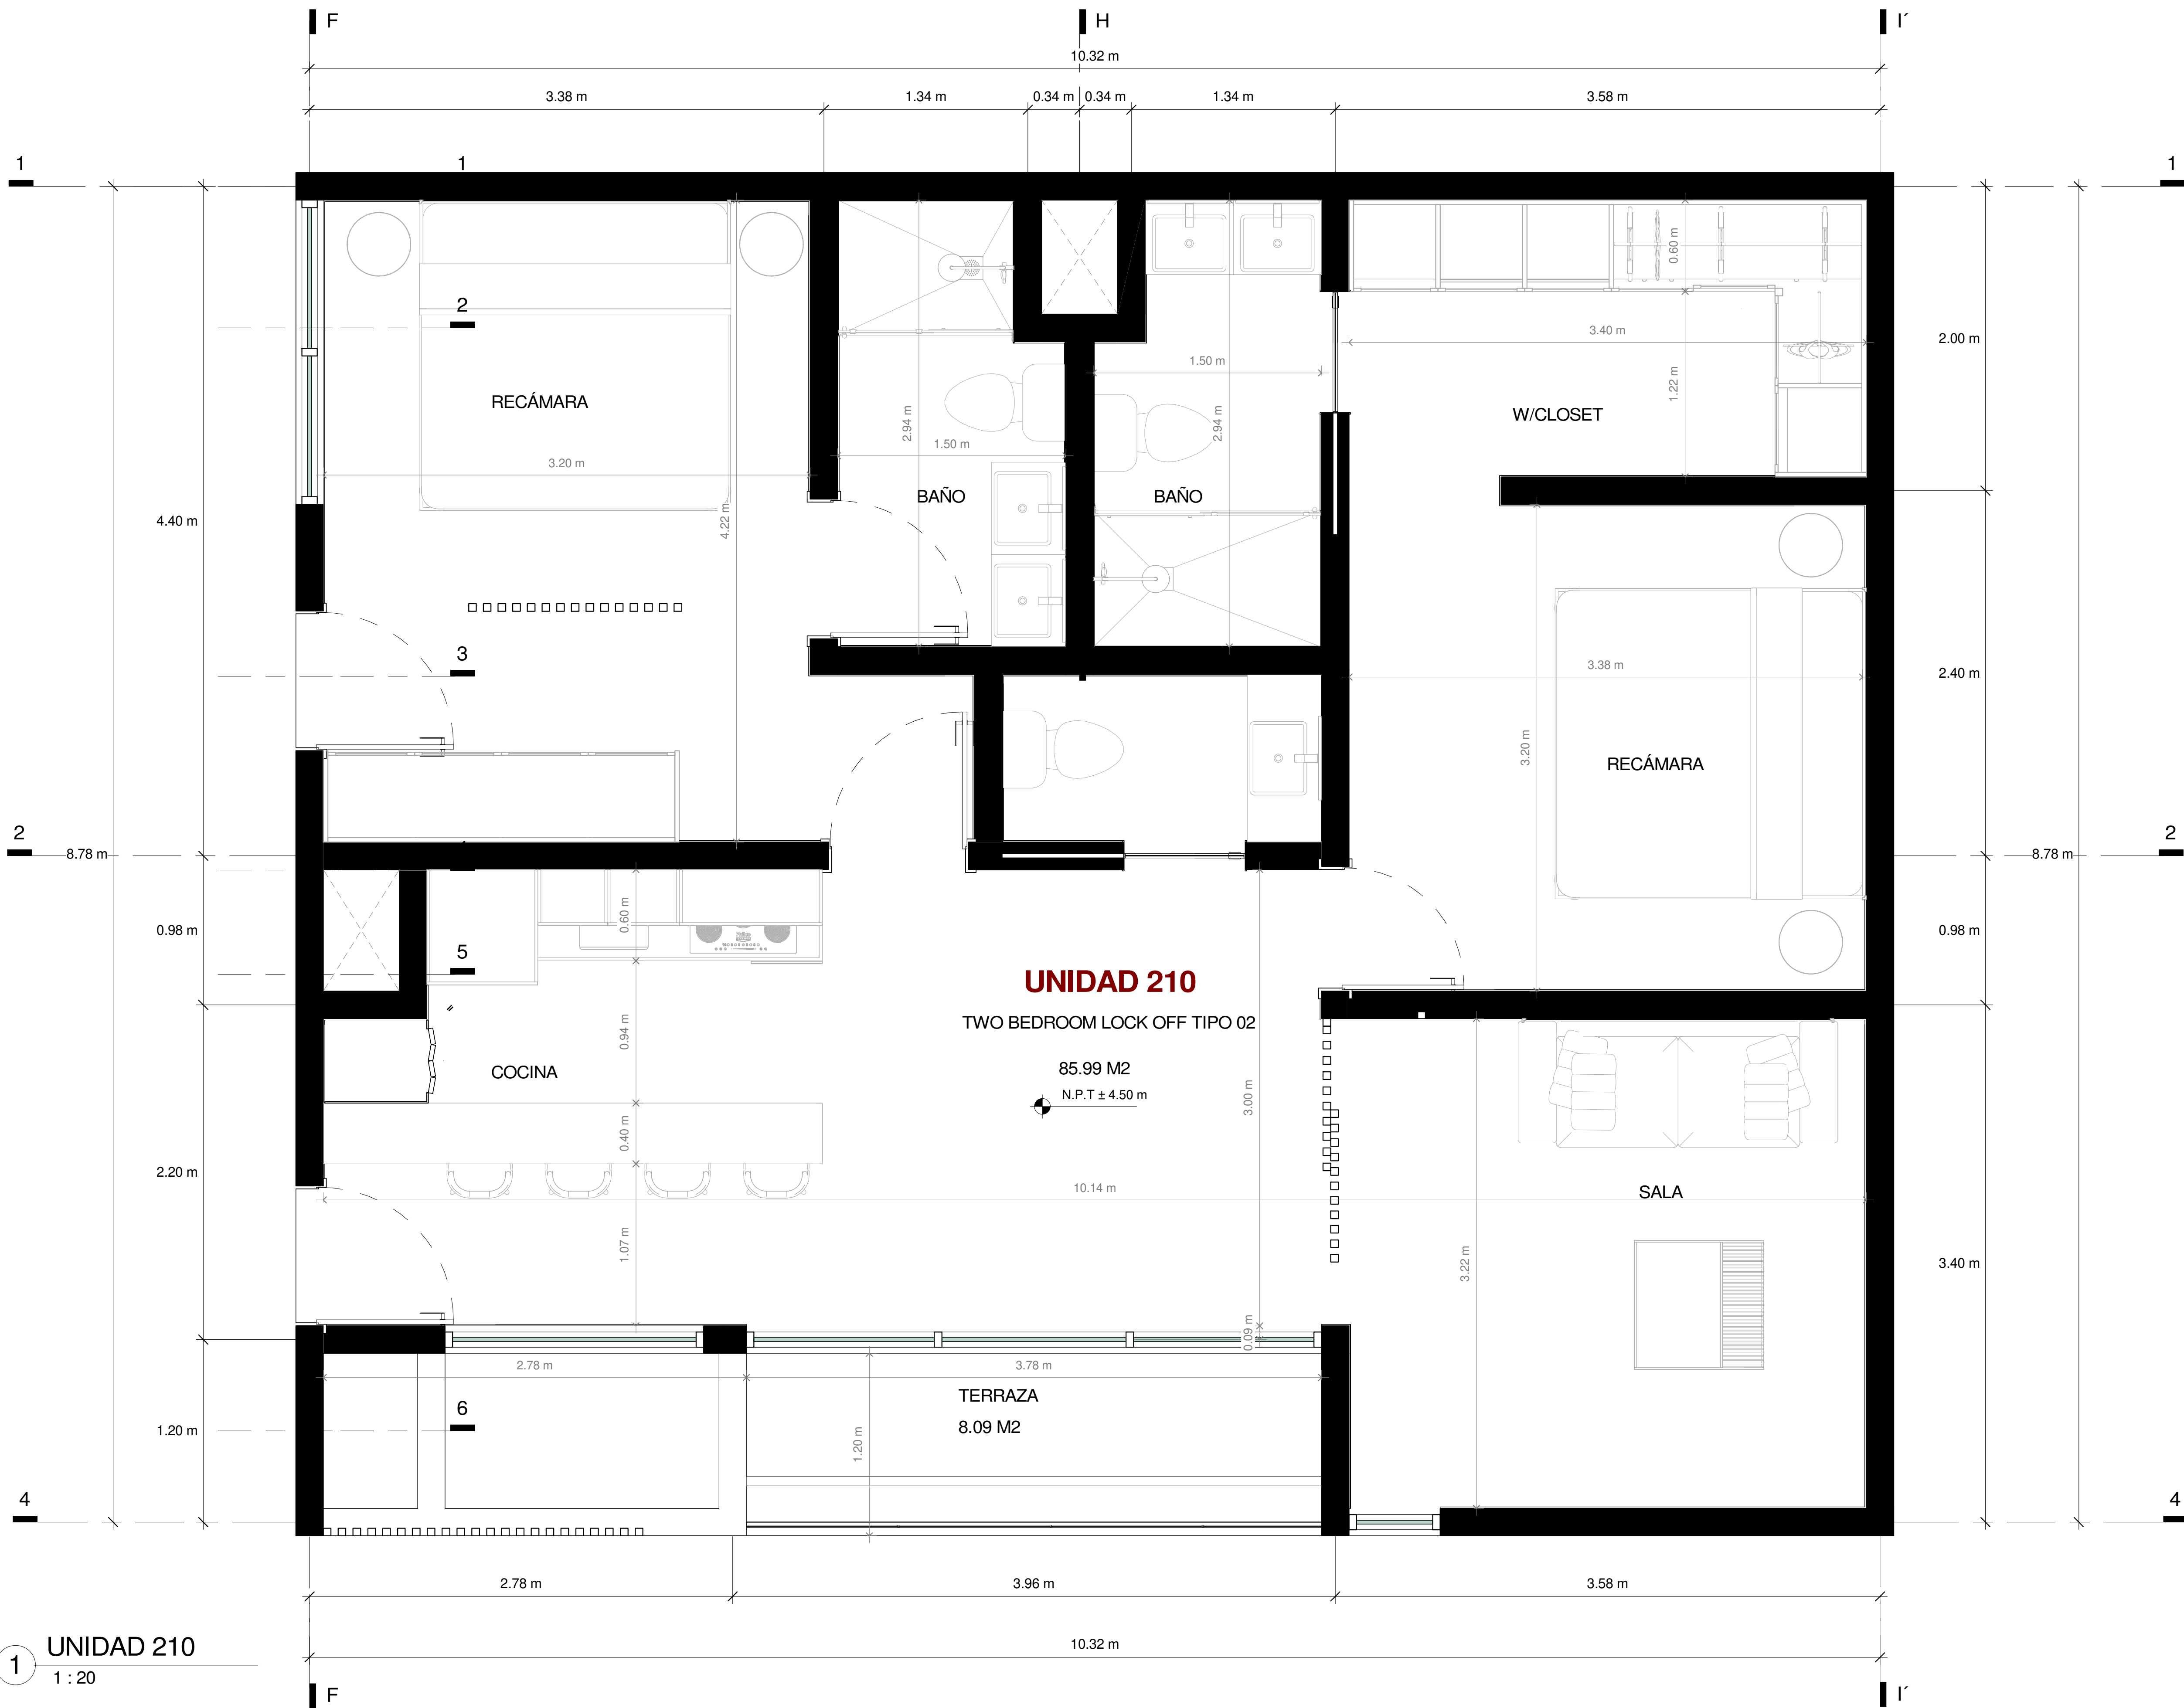 F
H
I´
10.32 m
3.38 m
1.34 m
0.34 m
0.34 m
1.34 m
3.58 m
1
1
1
2
0.60 m
3.40 m
2.00 m
1.50 m
1.22 m
RECÁMARA
W/CLOSET
2.94 m
2.94 m
1.50 m
3.20 m
BAÑO
BAÑO
4.40 m
4.22 m
3
3.38 m
2.40 m
3.20 m
RECÁMARA
2
8.78 m
2
8.78 m
0.60 m
0.98 m
0.98 m
5
UNIDAD 210
TWO BEDROOM LOCK OFF TIPO 02
0.94 m
COCINA
85.99 M2
N.P.T ± 4.50 m
3.00 m
0.40 m
2.20 m
10.14 m
SALA
1.07 m
3.22 m
3.40 m
0.09 m
2.78 m
3.78 m
TERRAZA
6
8.09 M2
1.20 m
1.20 m
4
4
2.78 m
3.96 m
3.58 m
10.32 m
1
UNIDAD 210
1 : 20
F
I´